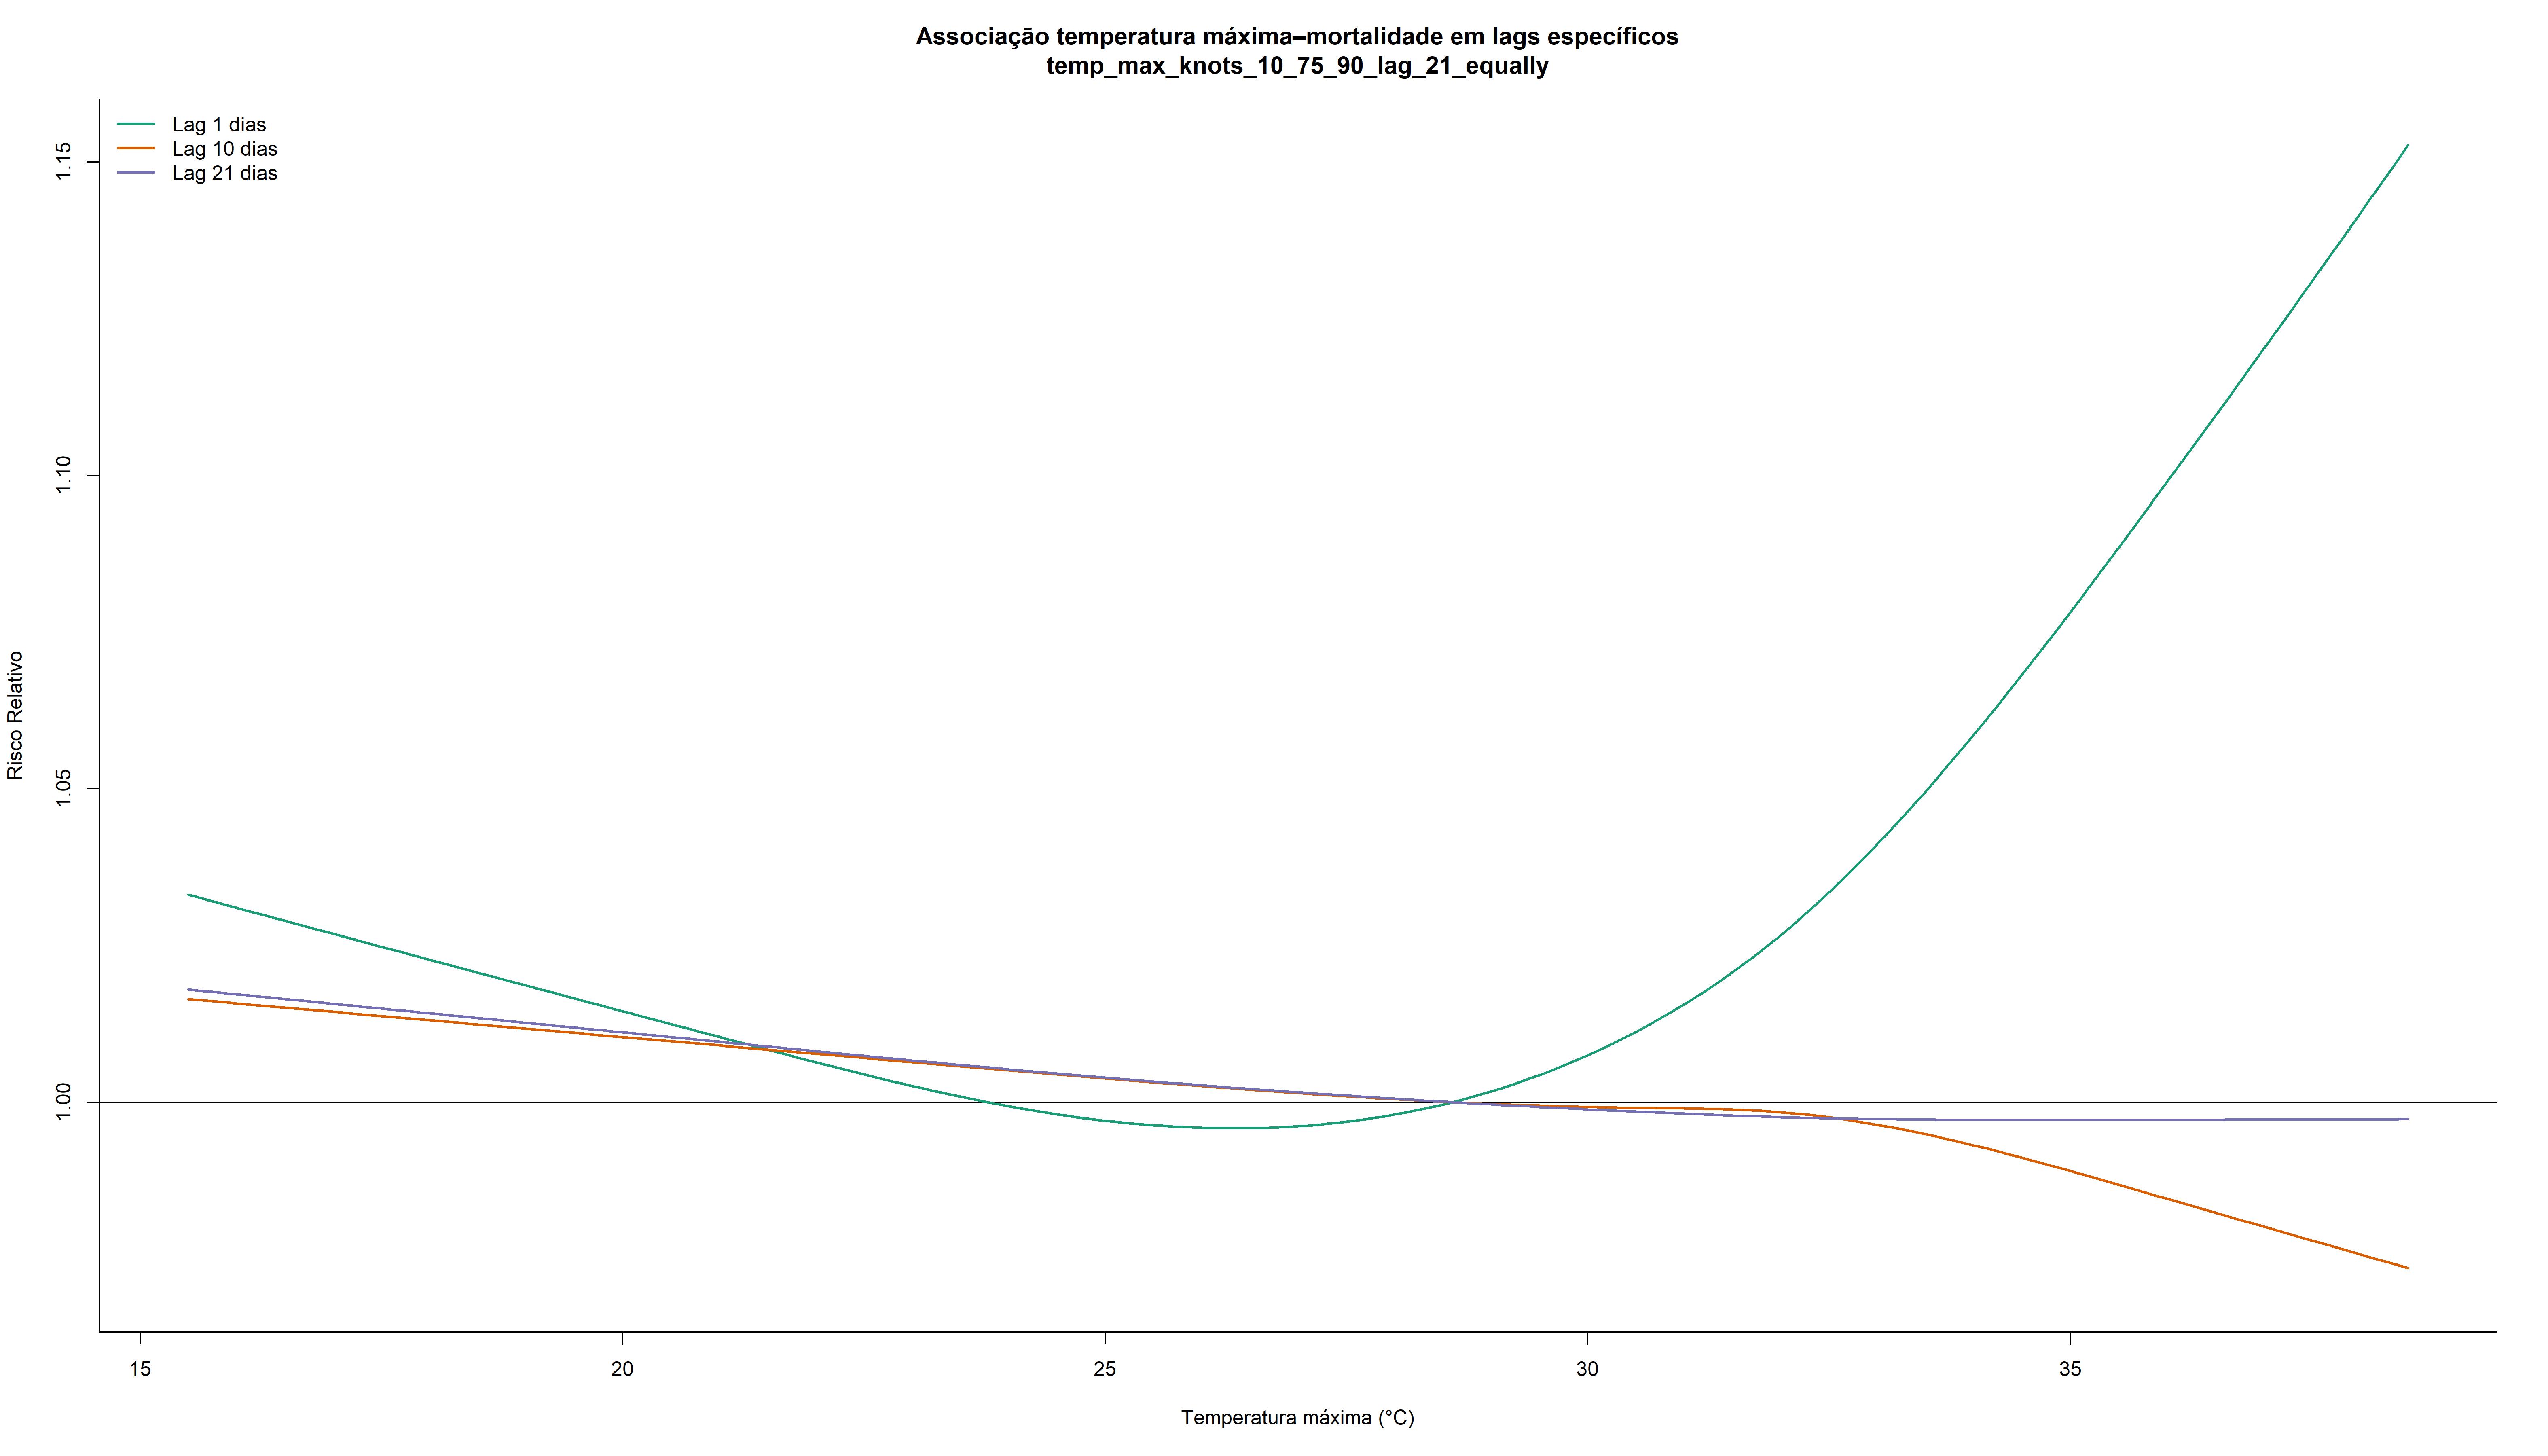 Associação temperatura máxima–mortalidade em lags específicos
temp_max_knots_10_75_90_lag_21_equally
Lag 1 dias
Lag 10 dias
Lag 21 dias
1.15
1.10
1.05
1.00
Risco Relativo
15
20
25
30
35
Temperatura máxima (°C)